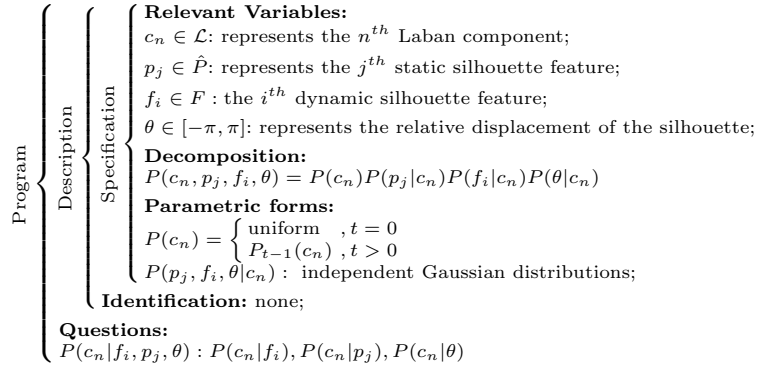 Program
Description
Specification
Relevant Variables:
c_n ∈ ℒ: represents the n^{th} Laban component;
p_j ∈ P̂: represents the j^{th} static silhouette feature;
f_i ∈ F : the i^{th} dynamic silhouette feature;
θ ∈ [−π, π]: represents the relative displacement of the silhouette;
Decomposition:
P(c_n, p_j, f_i, θ) = P(c_n)P(p_j|c_n)P(f_i|c_n)P(θ|c_n)
Parametric forms:
P(c_n) = { uniform , t = 0
P_{t−1}(c_n) , t > 0
P(p_j, f_i, θ|c_n) : independent Gaussian distributions;
Identification: none;
Questions:
P(c_n|f_i, p_j, θ) : P(c_n|f_i), P(c_n|p_j), P(c_n|θ)